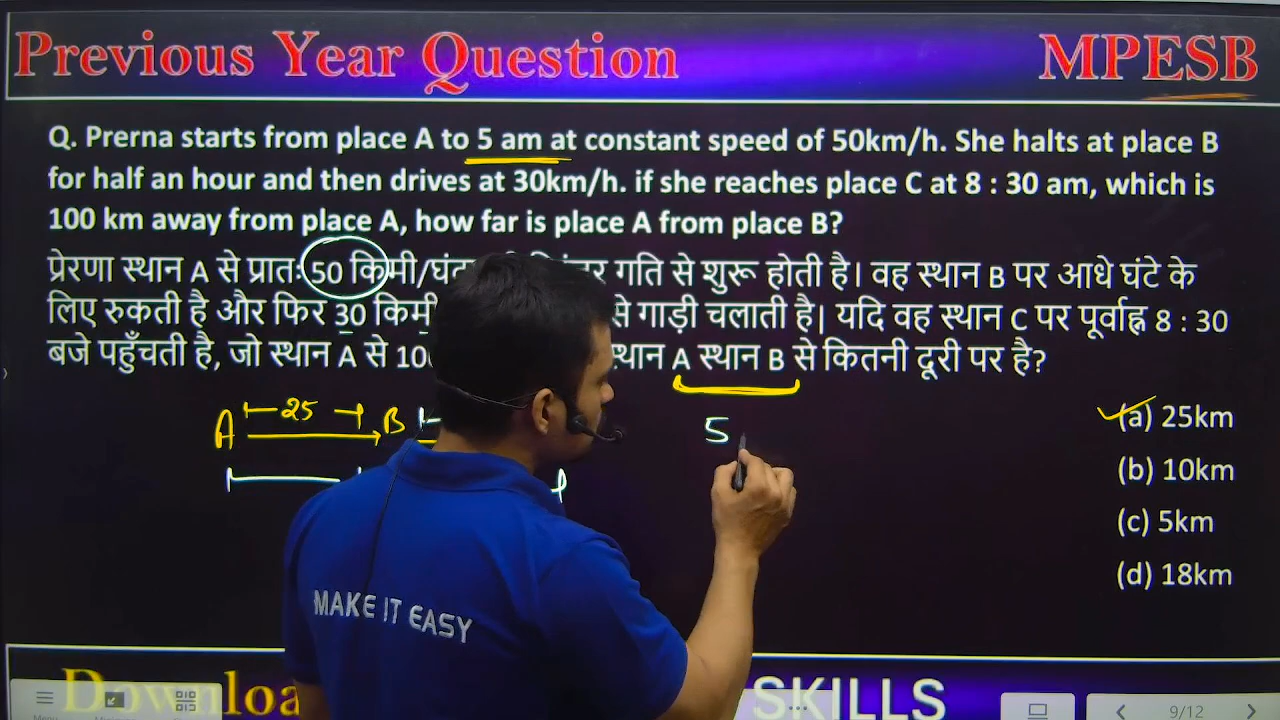 Previous Year Question MPESB
Q. Prerna starts from place A to 5 am at constant speed of 50km/h. She halts at place B
for half an hour and then drives at 30km/h. if she reaches place C at 8 : 30 am, which is
100 km away from place A, how far is place A from place B?
प्रेरणा स्थान A से प्रातः 50 किमी/घंटा गति से शुरू होती है। वह स्थान B पर आधे घंटे के
लिए रुकती है और फिर 30 किमी से गाड़ी चलाती है| यदि वह स्थान C पर पूर्वाह्न 8 : 30
बजे पहुँचती है, जो स्थान A से 100 स्थान A स्थान B से कितनी दूरी पर है?
A 25 B
5
(a) 25km
(b) 10km
(c) 5km
(d) 18km
MAKE IT EASY
Download SKILLS
Menu 9/12